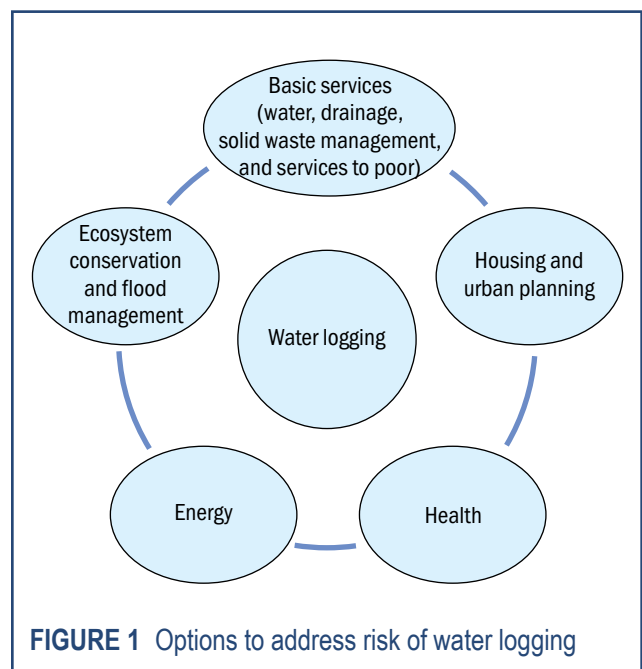 Basic services
(water, drainage,
solid waste management,
and services to poor)
Ecosystem
conservation
and flood
management
Housing and
urban planning
Water logging
Energy
Health
FIGURE 1 Options to address risk of water logging